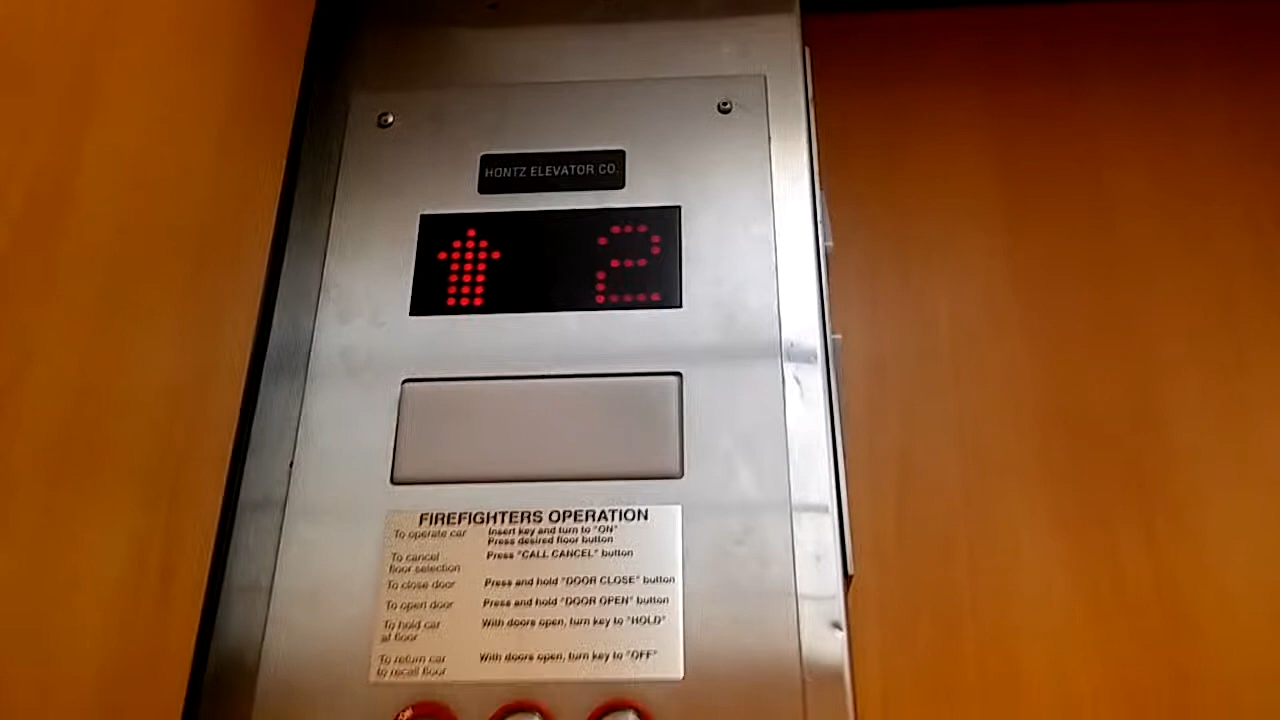 HONTZ ELEVATOR CO.
2
FIREFIGHTERS OPERATION
To operate car Insert key and turn to "ON"
Press desired floor button
To cancel floor selection Press "CALL CANCEL" button
To close door Press and hold "DOOR CLOSE" button
To open door Press and hold "DOOR OPEN" button
To hold car at floor With doors open, turn key to "HOLD"
To return car to recall floor With doors open, turn key to "OFF"